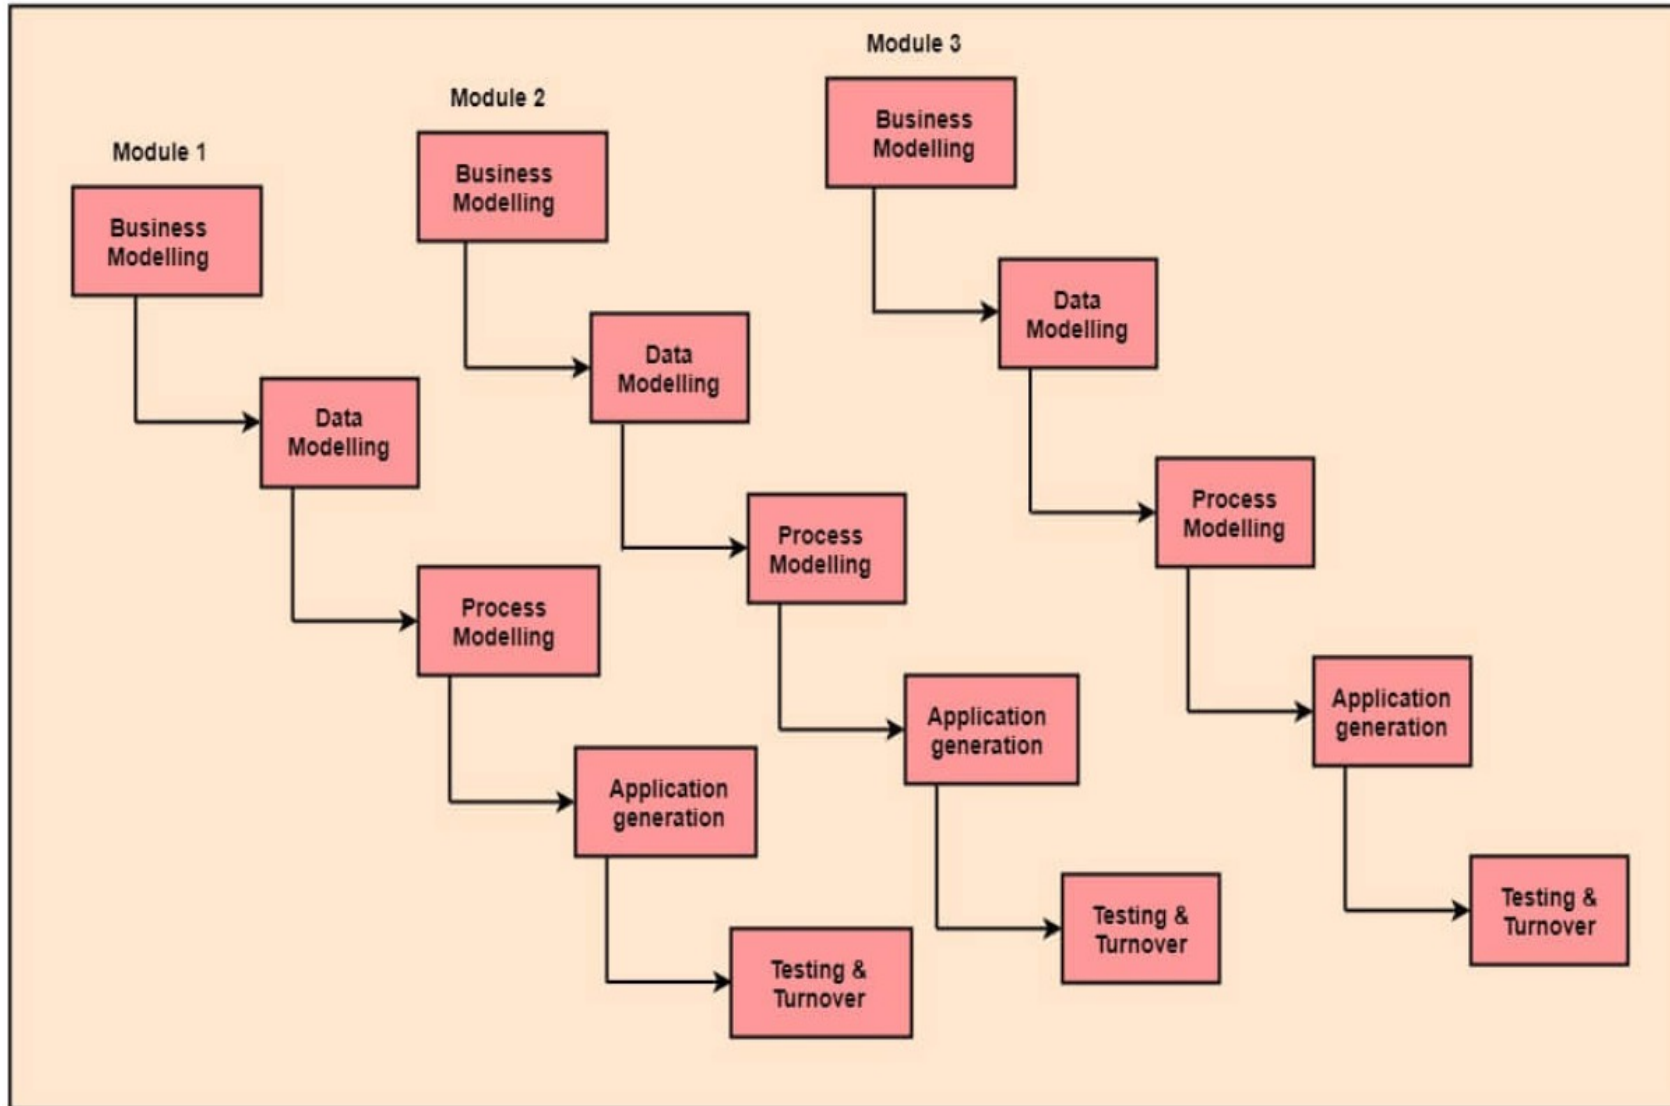 Module 1
Business
Modelling
Data
Modelling
Process
Modelling
Application
generation
Testing &
Turnover
Module 2
Business
Modelling
Data
Modelling
Process
Modelling
Application
generation
Testing &
Turnover
Module 3
Business
Modelling
Data
Modelling
Process
Modelling
Application
generation
Testing &
Turnover